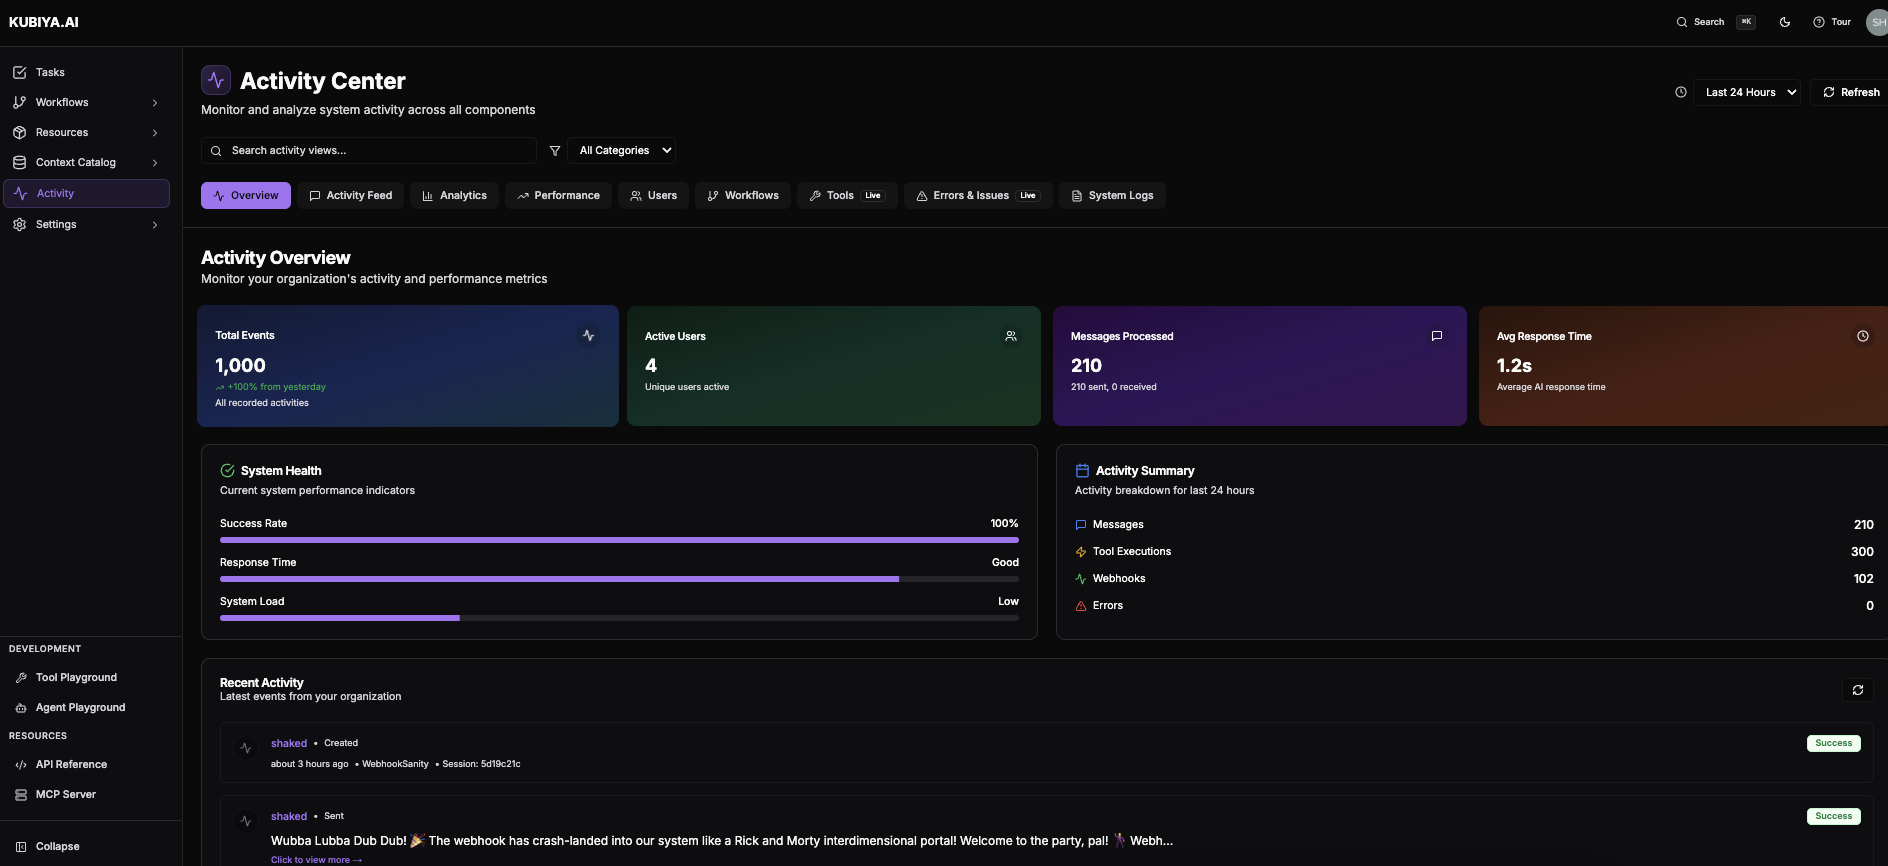 KUBIYA.AI
Search ⌘K Tour SH
Tasks
Workflows
Resources
Context Catalog
Activity
Settings
DEVELOPMENT
Tool Playground
Agent Playground
RESOURCES
API Reference
MCP Server
Collapse
Activity Center
Monitor and analyze system activity across all components
Last 24 Hours Refresh
Search activity views...
All Categories
Overview Activity Feed Analytics Performance Users Workflows Tools Live Errors & Issues Live System Logs
Activity Overview
Monitor your organization's activity and performance metrics
Total Events
1,000
+100% from yesterday
All recorded activities
Active Users
4
Unique users active
Messages Processed
210
210 sent, 0 received
Avg Response Time
1.2s
Average AI response time
System Health
Current system performance indicators
Success Rate 100%
Response Time Good
System Load Low
Activity Summary
Activity breakdown for last 24 hours
Messages 210
Tool Executions 300
Webhooks 102
Errors 0
Recent Activity
Latest events from your organization
shaked • Created
about 3 hours ago • WebhookSanity • Session: 5d19c21c
Success
shaked • Sent
Success
Wubba Lubba Dub Dub! 🎉 The webhook has crash-landed into our system like a Rick and Morty interdimensional portal! Welcome to the party, pal! 🕺 Webh...
Click to view more →